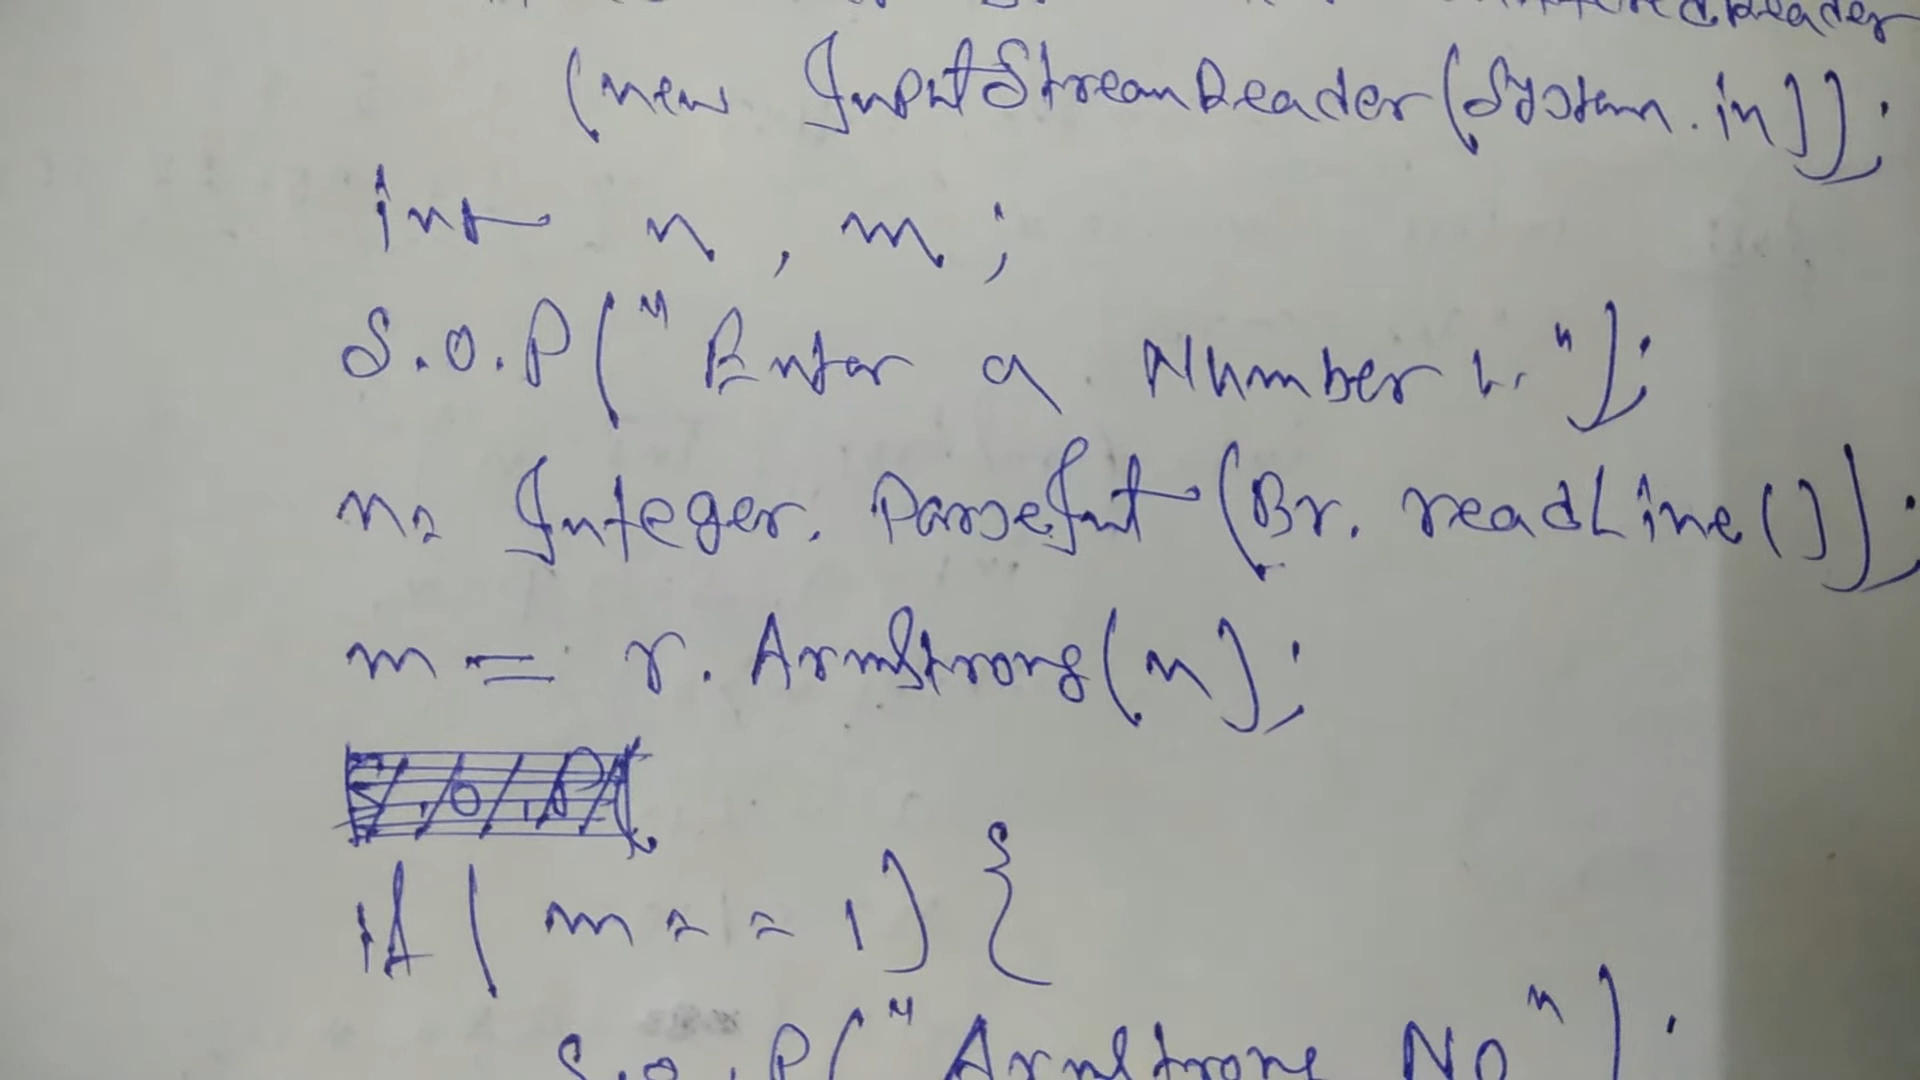 (new InputStreamReader(System.in));
int n, m;
S.O.P("Enter a Number:.");
n= Integer. ParseInt (Br. readLine());
m = r. Armstrong(n);
S.O.P(
if (m == 1) {
S.O.P("Armstrong No");